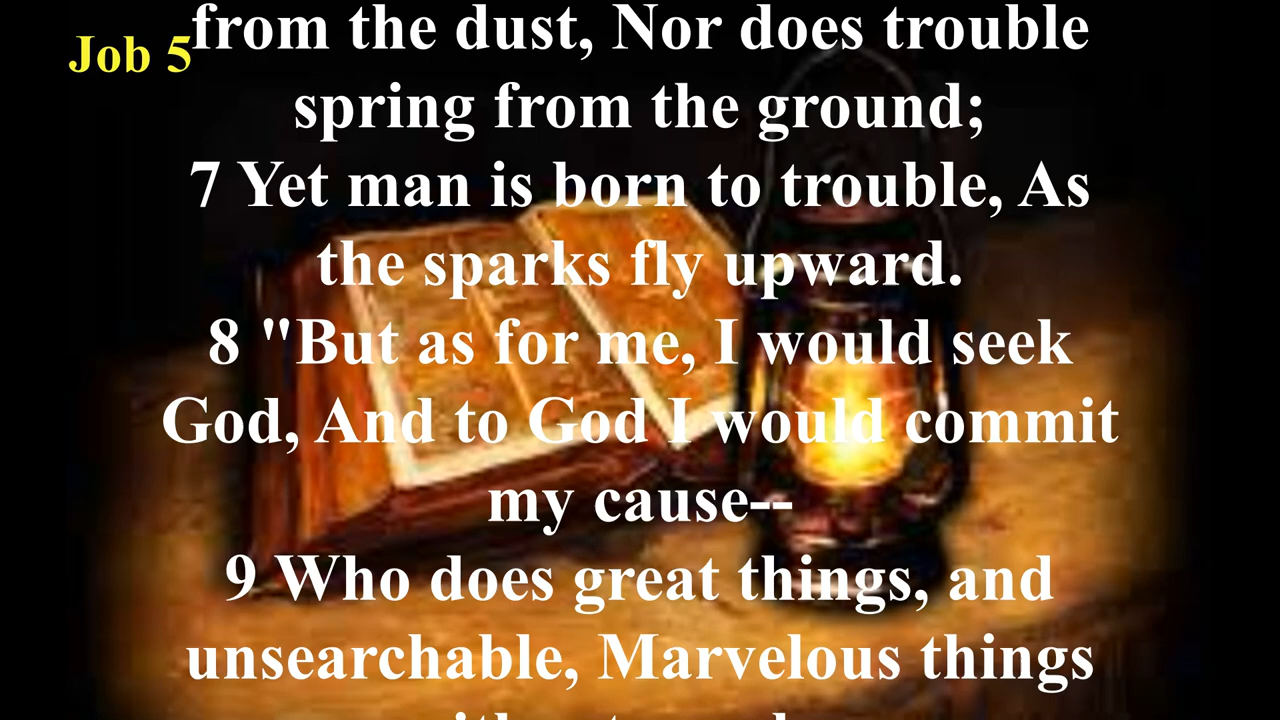 Job 5
from the dust, Nor does trouble
spring from the ground;
7 Yet man is born to trouble, As
the sparks fly upward.
8 "But as for me, I would seek
God, And to God I would commit
my cause--
9 Who does great things, and
unsearchable, Marvelous things